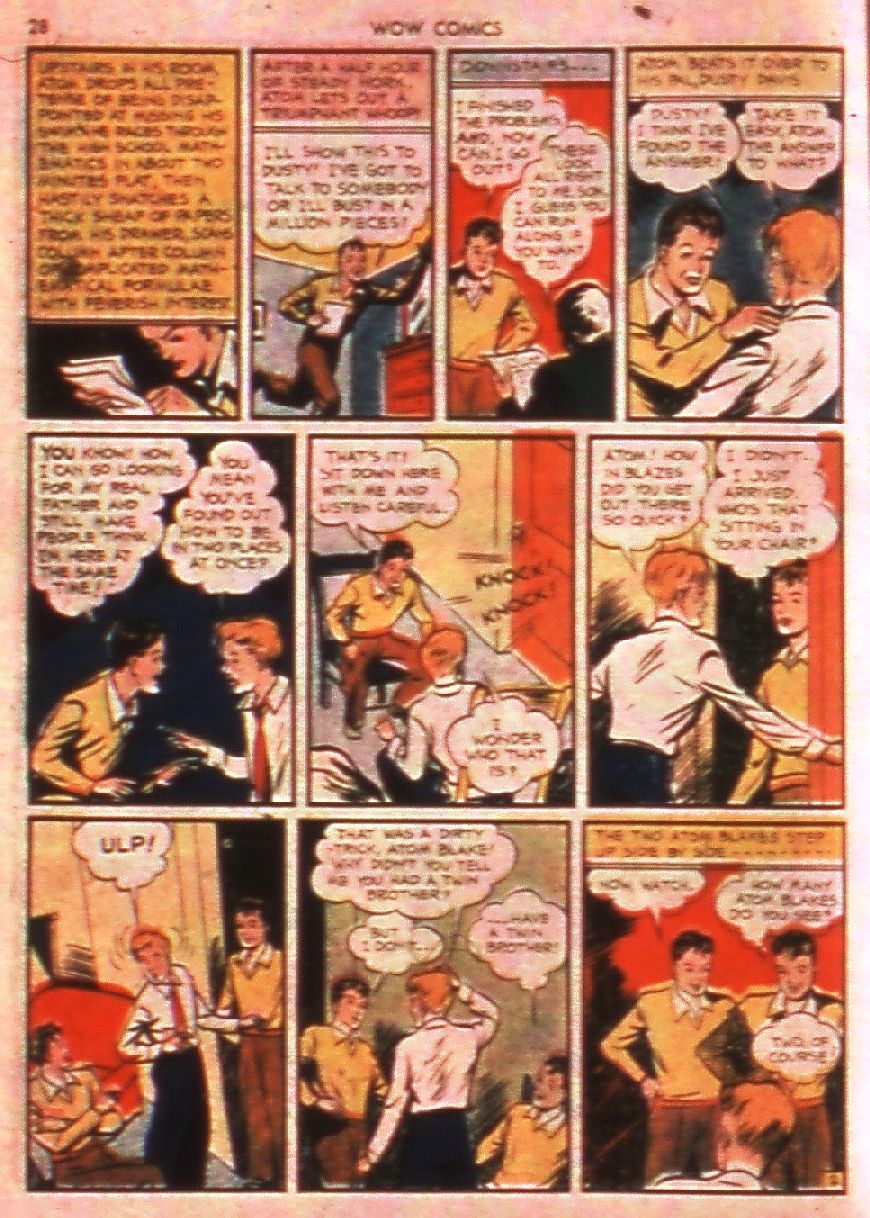 28
WOW COMICS
UPSTAIRS, IN HIS ROOM,
ATOM DROPS ALL PRE-
TENSE OF BEING DISAP-
POINTED AT MISSING HIS
RACES THROUGH
THE HIGH SCHOOL MATH-
EMATICS IN ABOUT TWO
MINUTES FLAT, THEN
HASTILY SNATCHES A
THICK SHEAF OF PAPERS
FROM HIS DRAWER, SCANS
COLUMN AFTER COLUMN
OF COMPLICATED MATH-
EMATICAL FORMULAE
WITH FEVERISH INTEREST
AFTER A HALF HOUR
OF STEADY WORK,
ATOM LETS OUT A
TRIUMPHANT WHOOP!
I'LL SHOW THIS TO
DUSTY! I'VE GOT TO
TALK TO SOMEBODY
OR I'LL BUST IN A
MILLION PIECES!
DOWNSTAIRS....
I FINISHED
THE PROBLEMS
AND, NOW
CAN I GO
OUT?
THESE
LOOK
ALL RIGHT
TO ME SON.
I GUESS YOU
CAN RUN
ALONG IF
YOU WANT
TO!
ATOM BEATS IT OVER TO
HIS PAL, DUSTY DAVIS
DUSTY!
I THINK I'VE
FOUND THE
ANSWER!
TAKE IT
EASY, ATOM.
THE ANSWER
TO WHAT?
YOU KNOW! HOW
I CAN GO LOOKING
FOR MY REAL
FATHER AND
STILL MAKE
PEOPLE THINK
I'M HERE AT
THE SAME
TIME!
YOU
MEAN
YOU'VE
FOUND OUT
HOW TO BE
IN TWO PLACES
AT ONCE?
THAT'S IT!
SIT DOWN HERE
WITH ME AND
LISTEN CAREFUL..
KNOCK!
KNOCK!
I
WONDER
WHO THAT
IS?
ATOM! HOW
IN BLAZES
DID YOU GET
OUT THERE
SO QUICK?
I DIDN'T...
I JUST
ARRIVED.
WHO'S THAT
SITTING IN
YOUR CHAIR?
ULP!
THAT WAS A DIRTY
TRICK, ATOM BLAKE!
WHY DIDN'T YOU TELL
ME YOU HAD A TWIN
BROTHER?
BUT
I DON'T...
....HAVE
A TWIN
BROTHER!
THE TWO ATOM BLAKES STEP
UP SIDE BY SIDE
NOW, WATCH..
..HOW MANY
ATOM BLAKES
DO YOU SEE?
TWO, OF
COURSE!